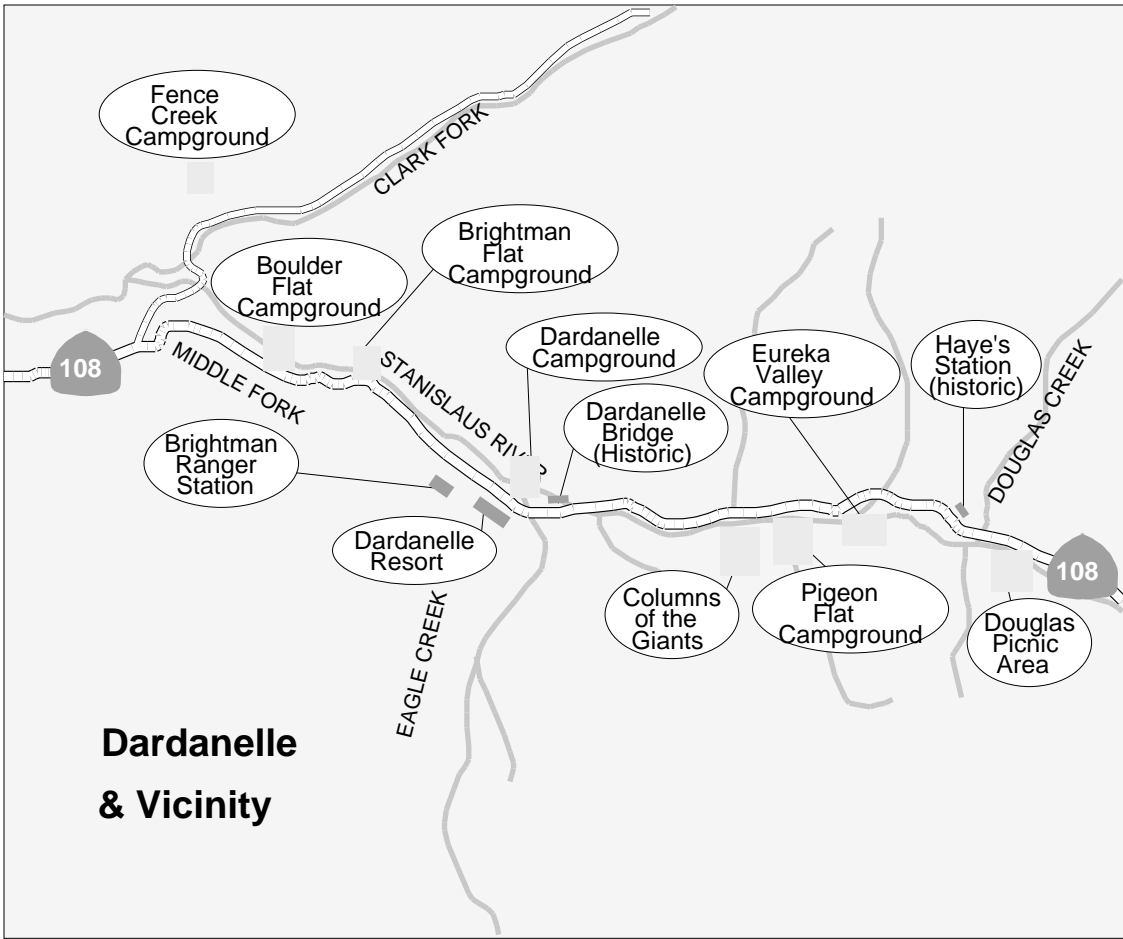 Fence
Creek
Campground
CLARK FORK
Brightman
Flat
Campground
Boulder
Flat
Campground
Dardanelle
Campground
Eureka
Valley
Campground
Haye's
Station
(historic)
108
MIDDLE FORK
STANISLAUS RIVER
Dardanelle
Bridge
(Historic)
DOUGLAS CREEK
Brightman
Ranger
Station
Dardanelle
Resort
108
Columns
of the
Giants
Pigeon
Flat
Campground
Douglas
Picnic
Area
EAGLE CREEK
Dardanelle
& Vicinity